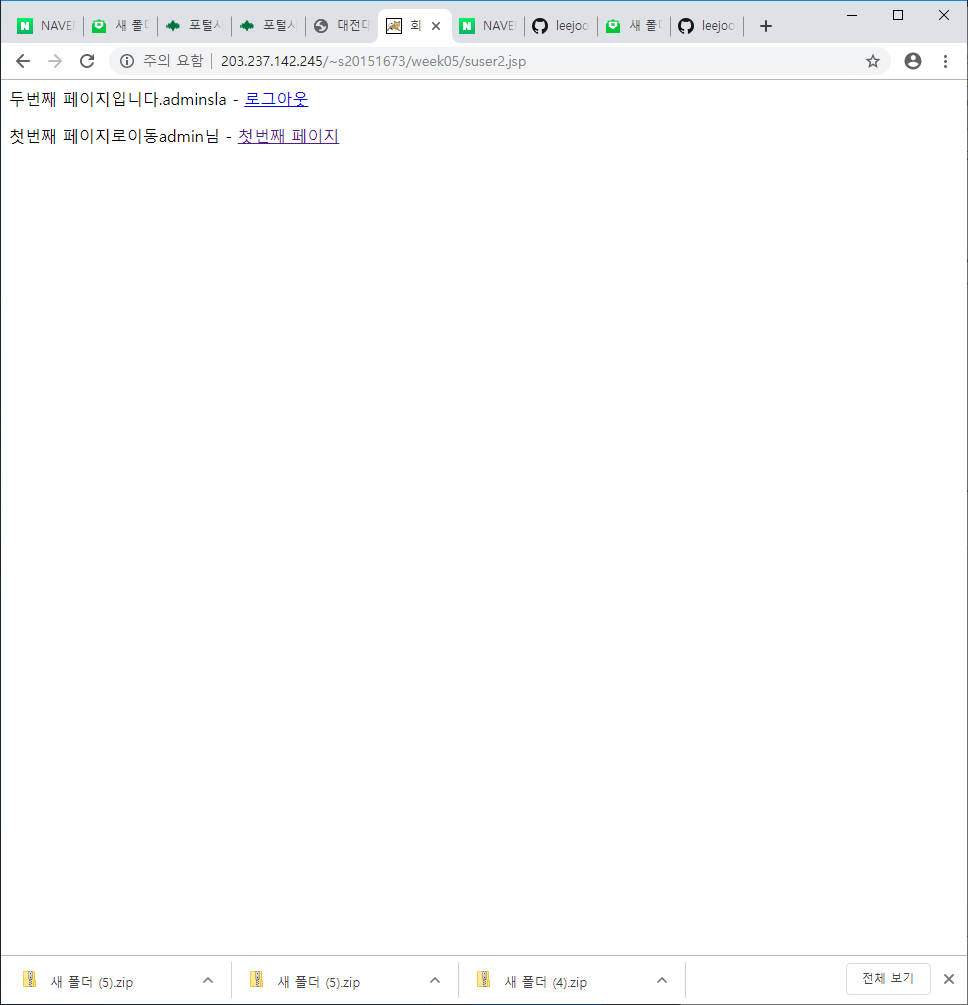 NAVE
새 폴더
포털시
포털시
대전대
회
NAVE
leejoo
새 폴더
leejoo
주의 요함 | 203.237.142.245/~s20151673/week05/suser2.jsp
두번째 페이지입니다.adminsla - 로그아웃
첫번째 페이지로이동admin님 - 첫번째 페이지
새 폴더 (5).zip
새 폴더 (5).zip
새 폴더 (4).zip
전체 보기